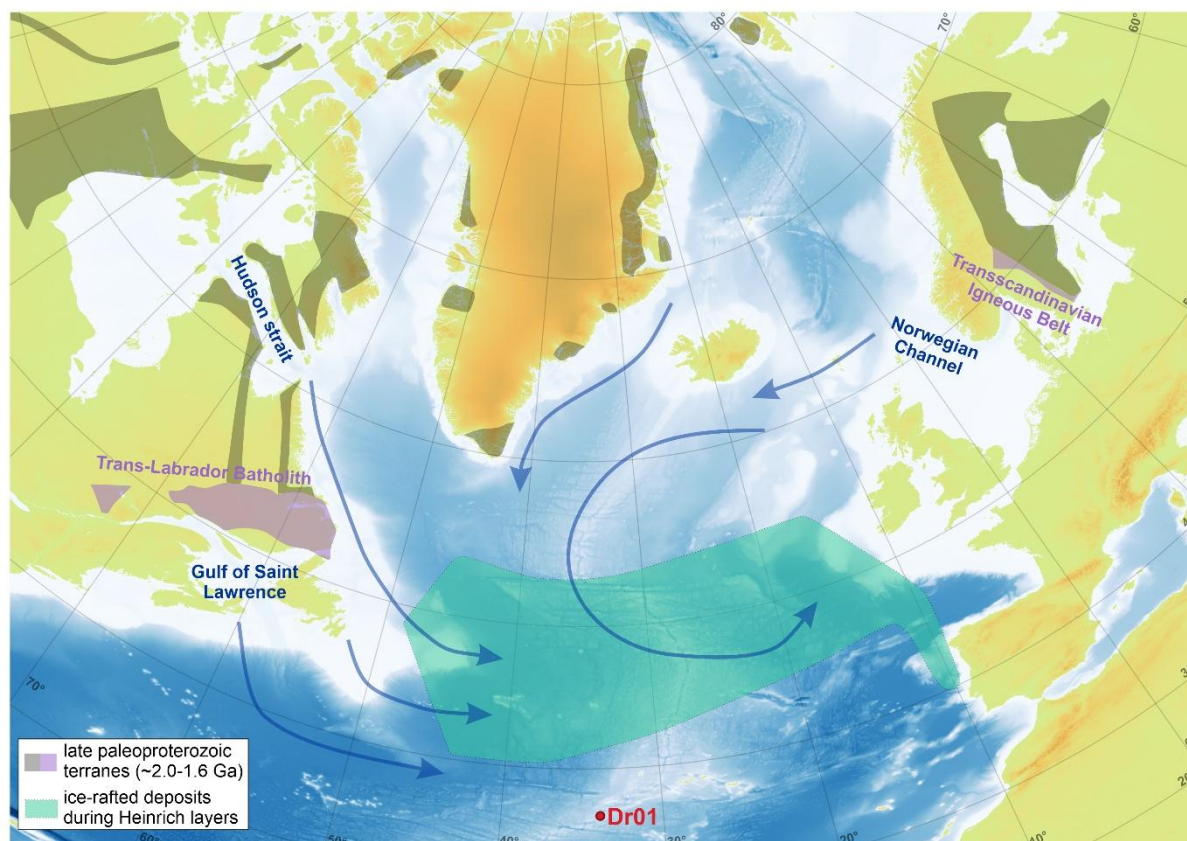 80°
70°
60°
Hudson strait
Transscandinavian
Igneous Belt
Norwegian
Channel
Trans-Labrador Batholith
Gulf of Saint
Lawrence
70°
60°
50°
40°
30°
20°
10°
late paleoproterozoic
terranes (~2.0-1.6 Ga)
ice-rafted deposits
during Heinrich layers
Dr01